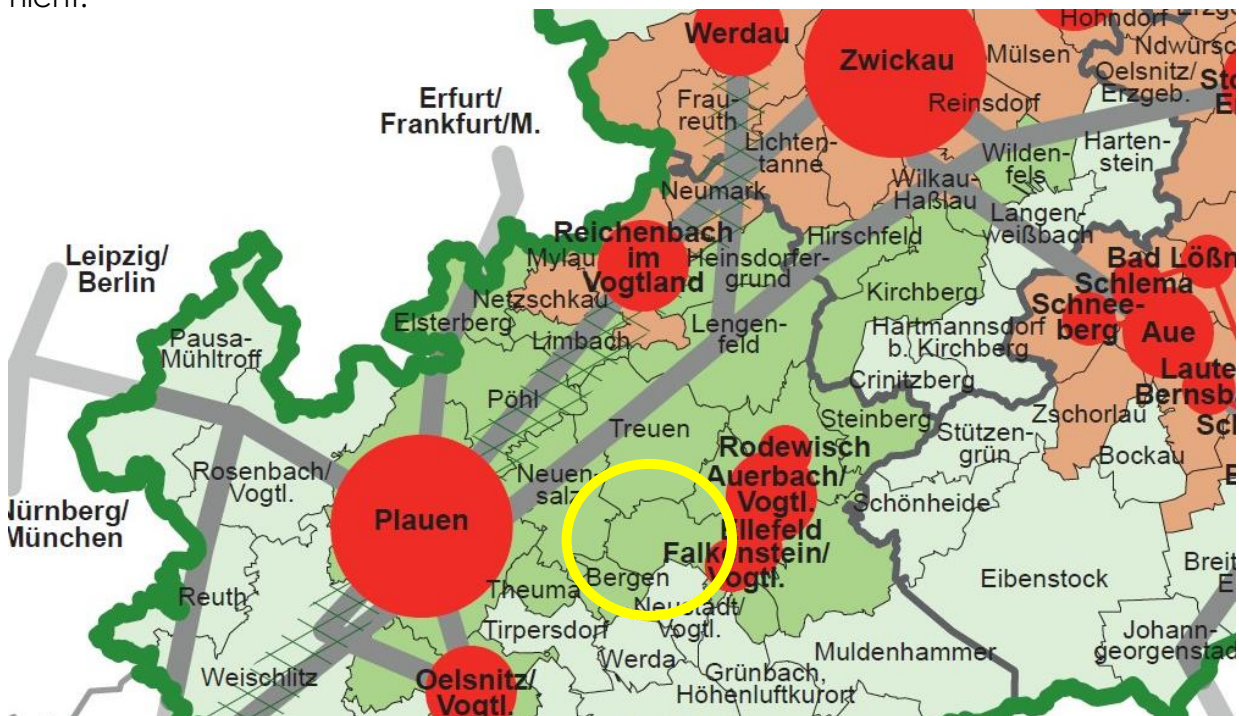 Hohndorf
Werdau
Zwickau
Mülsen
Oelsnitz/
Erzgeb.
Erfurt/
Frankfurt/M.
Frau-
reuth
Reinsdorf
Lichten-
tanne
Wilden-
fels
Harten-
stein
Neumark
Wilkau-
Haßlau
Langen-
weißbach
Leipzig/
Berlin
Reichenbach
im
Vogtland
Mylau
Heinsdorfer-
grund
Hirschfeld
Schlema
Schnee-
berg
Aue
Netzschkau
Elsterberg
Limbach
Lengen-
feld
Kirchberg
Hartmannsdorf
b. Kirchberg
Crinitzberg
Pausa-
Mühltroff
Pöhl
Treuen
Steinberg
Stützen-
grün
Zschorlau
Bockau
Rodewisch
Auerbach/
Vogtl.
Ellefeld
Falkenstein/
Vogtl.
Rosenbach/
Vogtl.
Neuen-
salz
Schönheide
Nürnberg/
München
Plauen
Eibenstock
Reuth
Theuma
Bergen
Neustadt/
Vogtl.
Tirpersdorf
Werda
Grünbach,
Höhenluftkurort
Muldenhammer
Johann-
georgenstadt
Weischlitz
Oelsnitz/
Vogtl.